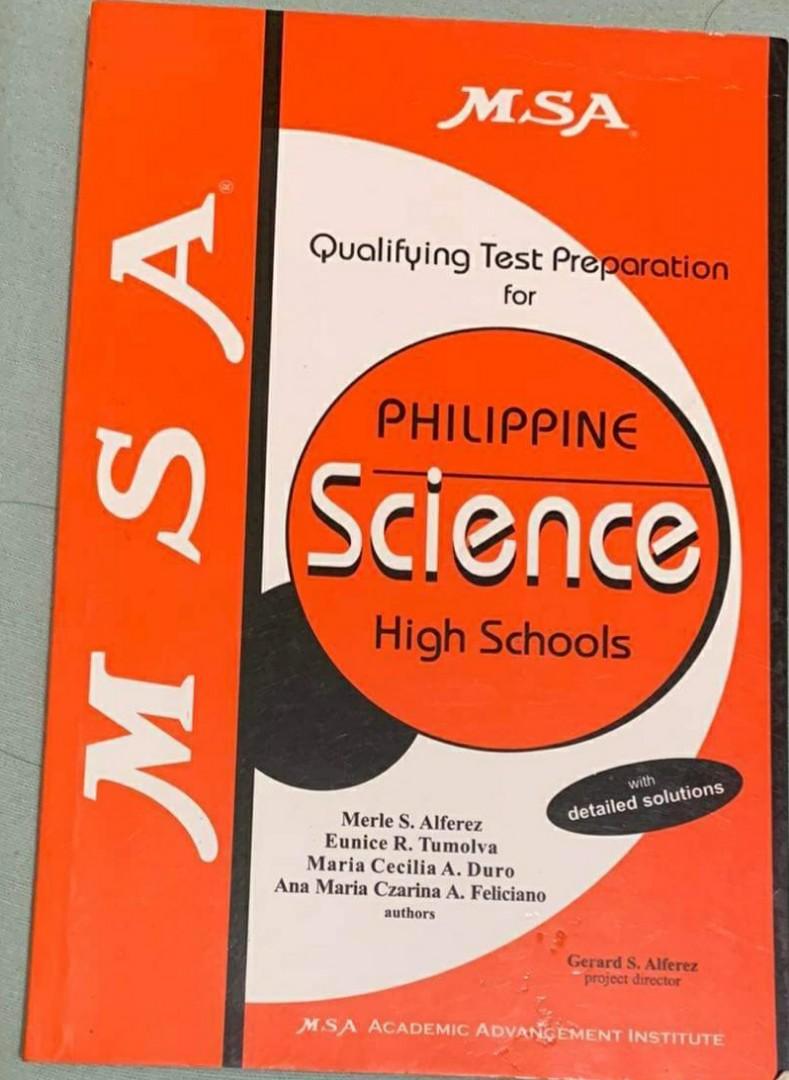 MSA®
MSA
Qualifying Test Preparation
for
PHILIPPINE
Science
High Schools
with
detailed solutions
Merle S. Alferez
Eunice R. Tumolva
Maria Cecilia A. Duro
Ana Maria Czarina A. Feliciano
authors
Gerard S. Alferez
project director
MSA ACADEMIC ADVANCEMENT INSTITUTE